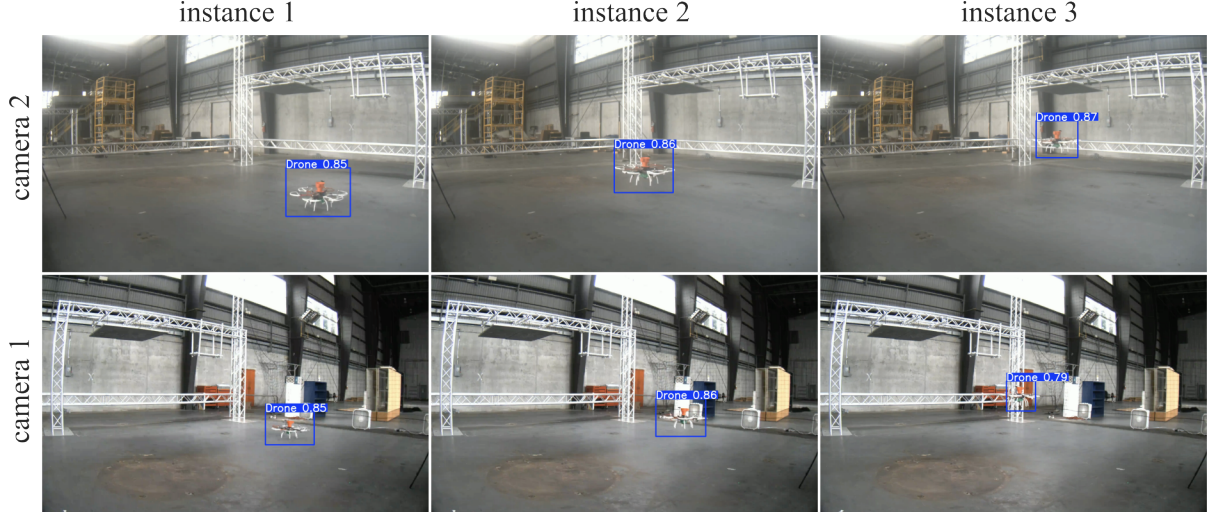 instance 1
instance 2
instance 3
camera 2
Drone 0.85
Drone 0.86
Drone 0.87
camera 1
Drone 0.85
Drone 0.86
Drone 0.79